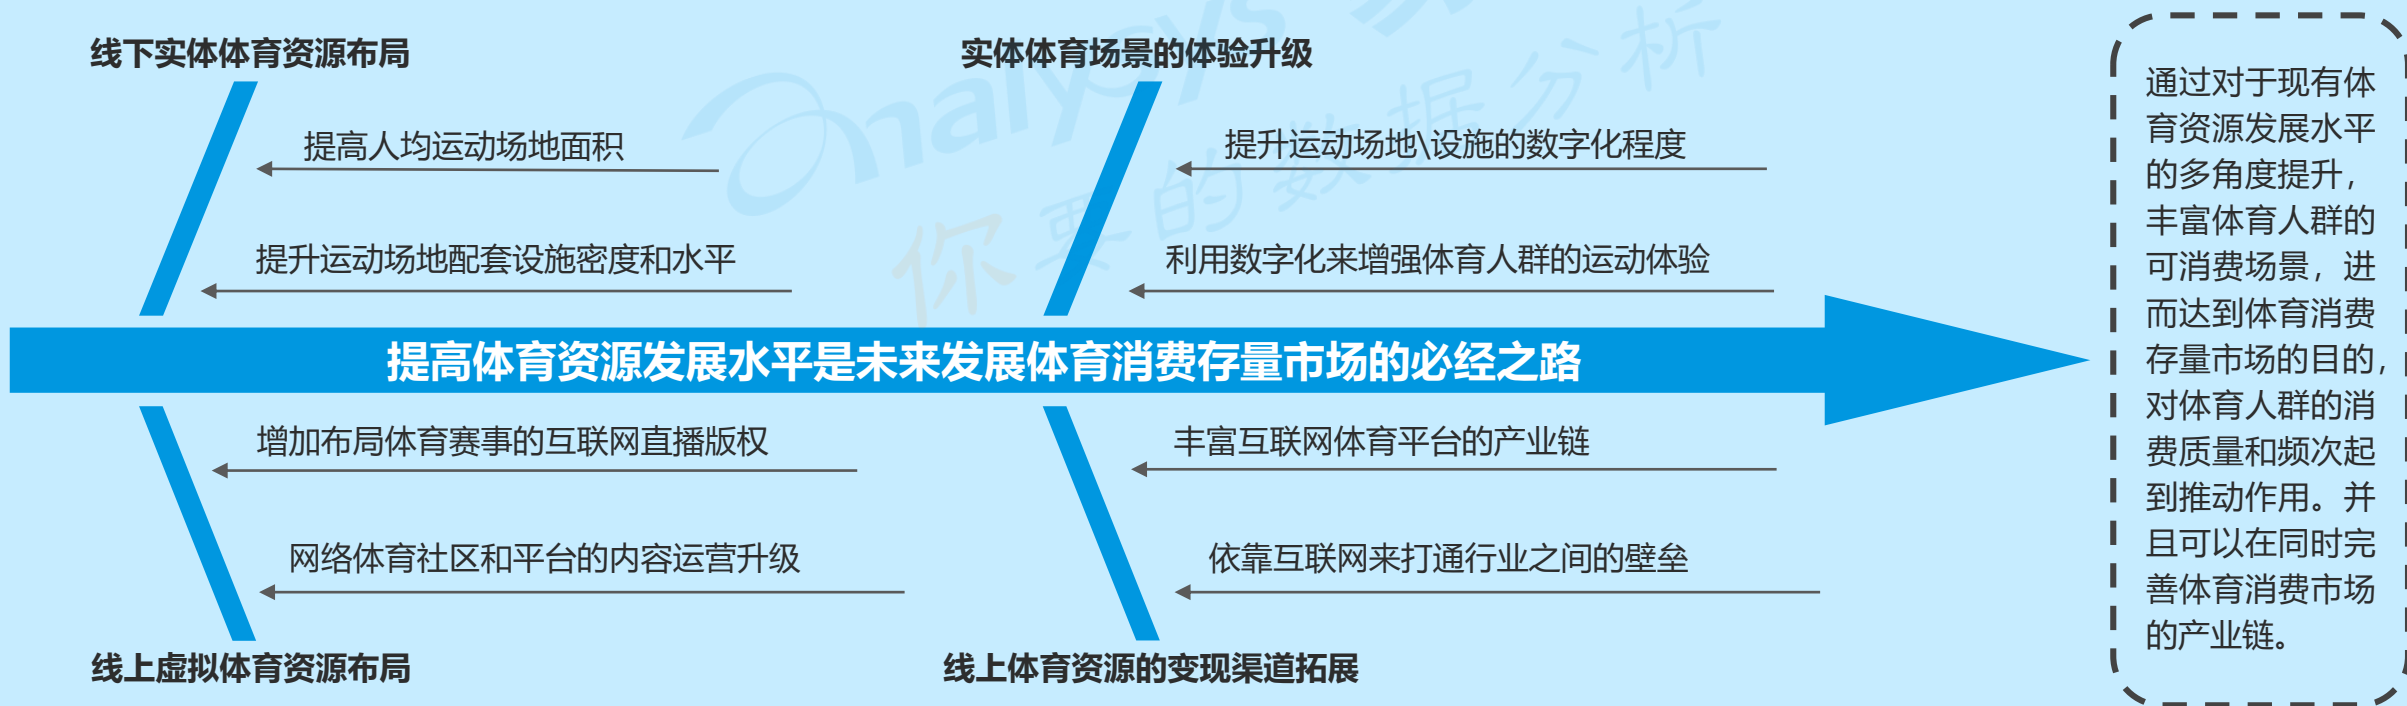 线下实体体育资源布局
提高人均运动场地面积
提升运动场地配套设施密度和水平
实体体育场景的体验升级
提升运动场地\设施的数字化程度
利用数字化来增强体育人群的运动体验
提高体育资源发展水平是未来发展体育消费存量市场的必经之路
增加布局体育赛事的互联网直播版权
网络体育社区和平台的内容运营升级
线上虚拟体育资源布局
丰富互联网体育平台的产业链
依靠互联网来打通行业之间的壁垒
线上体育资源的变现渠道拓展
通过对于现有体
育资源发展水平
的多角度提升，
丰富体育人群的
可消费场景，进
而达到体育消费
存量市场的目的，
对体育人群的消
费质量和频次起
到推动作用。并
且可以在同时完
善体育消费市场
的产业链。
nalysys
你要的数据分析